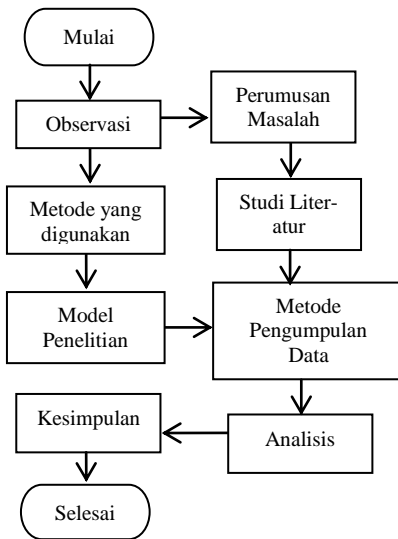 Mulai
Observasi
Perumusan
Masalah
Metode yang
digunakan
Studi Liter-
atur
Model
Penelitian
Metode
Pengumpulan
Data
Kesimpulan
Analisis
Selesai